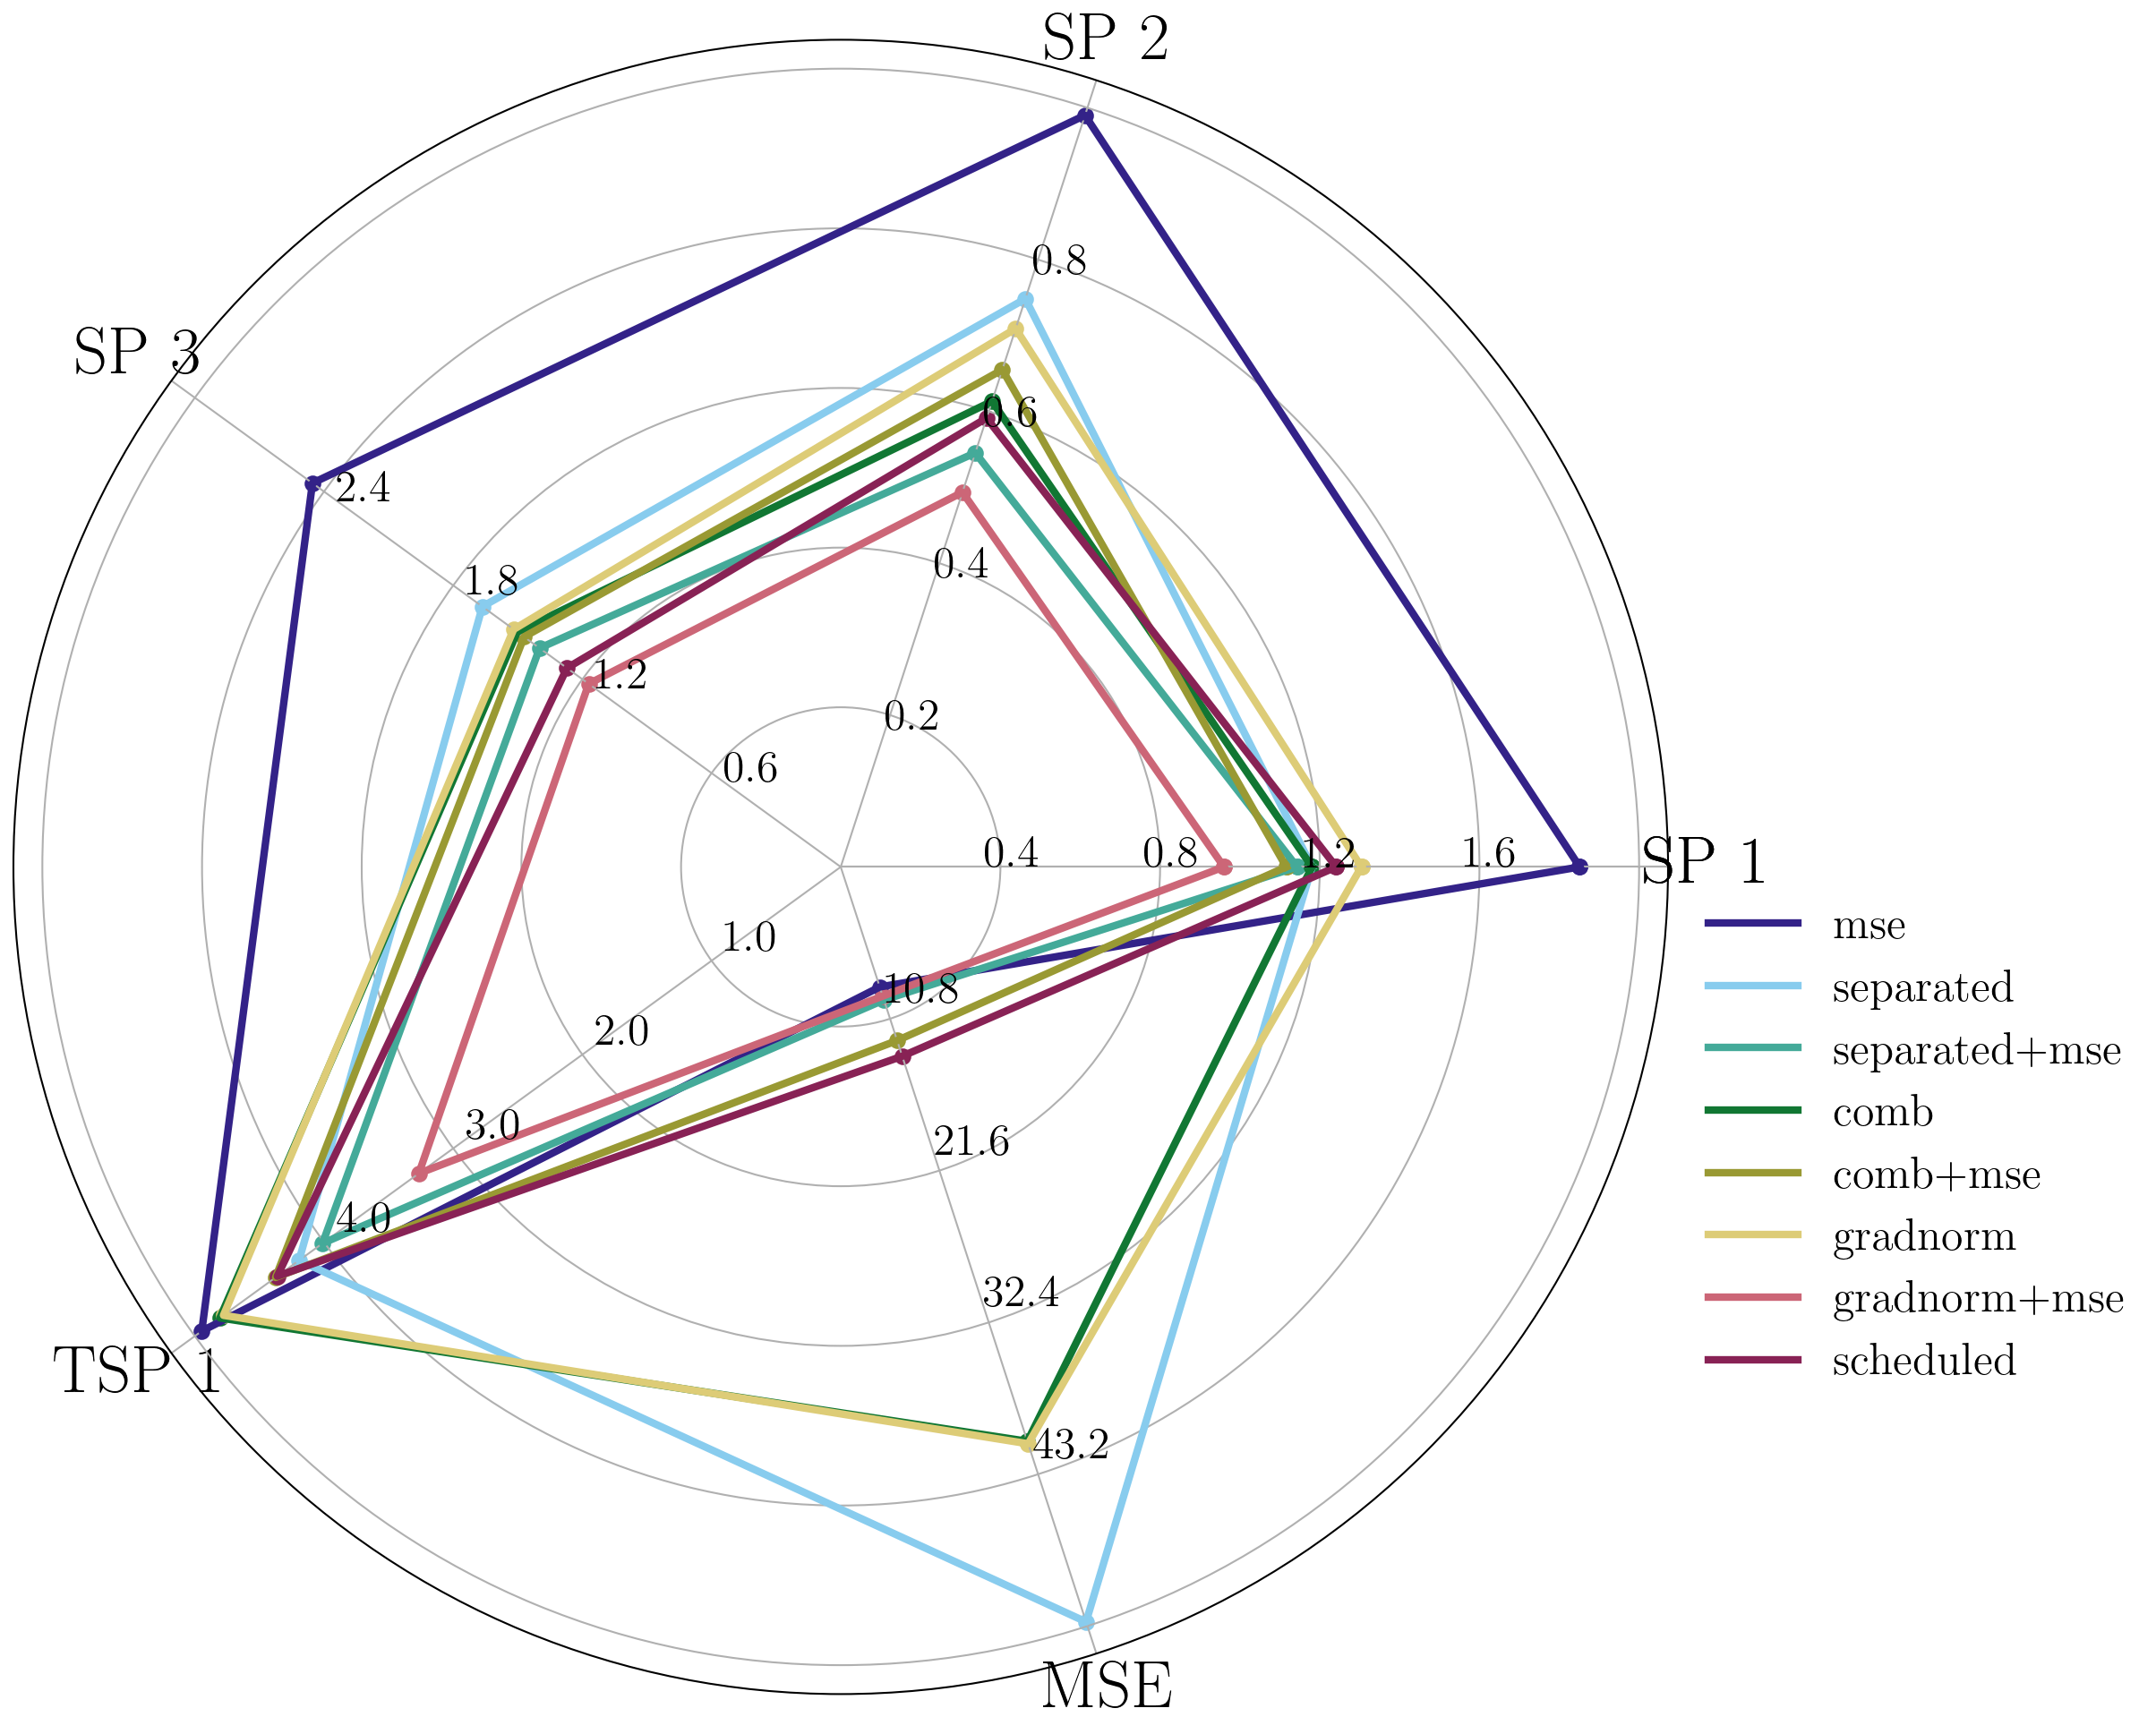 SP 2
0.8
SP 3
0.6
2.4
0.4
1.8
1.2
0.2
0.6
0.4
0.8
1.2
1.6
SP 1
mse
1.0
10.8
separated
2.0
separated+mse
3.0
21.6
comb
comb+mse
4.0
gradnorm
32.4
gradnorm+mse
TSP 1
scheduled
43.2
MSE